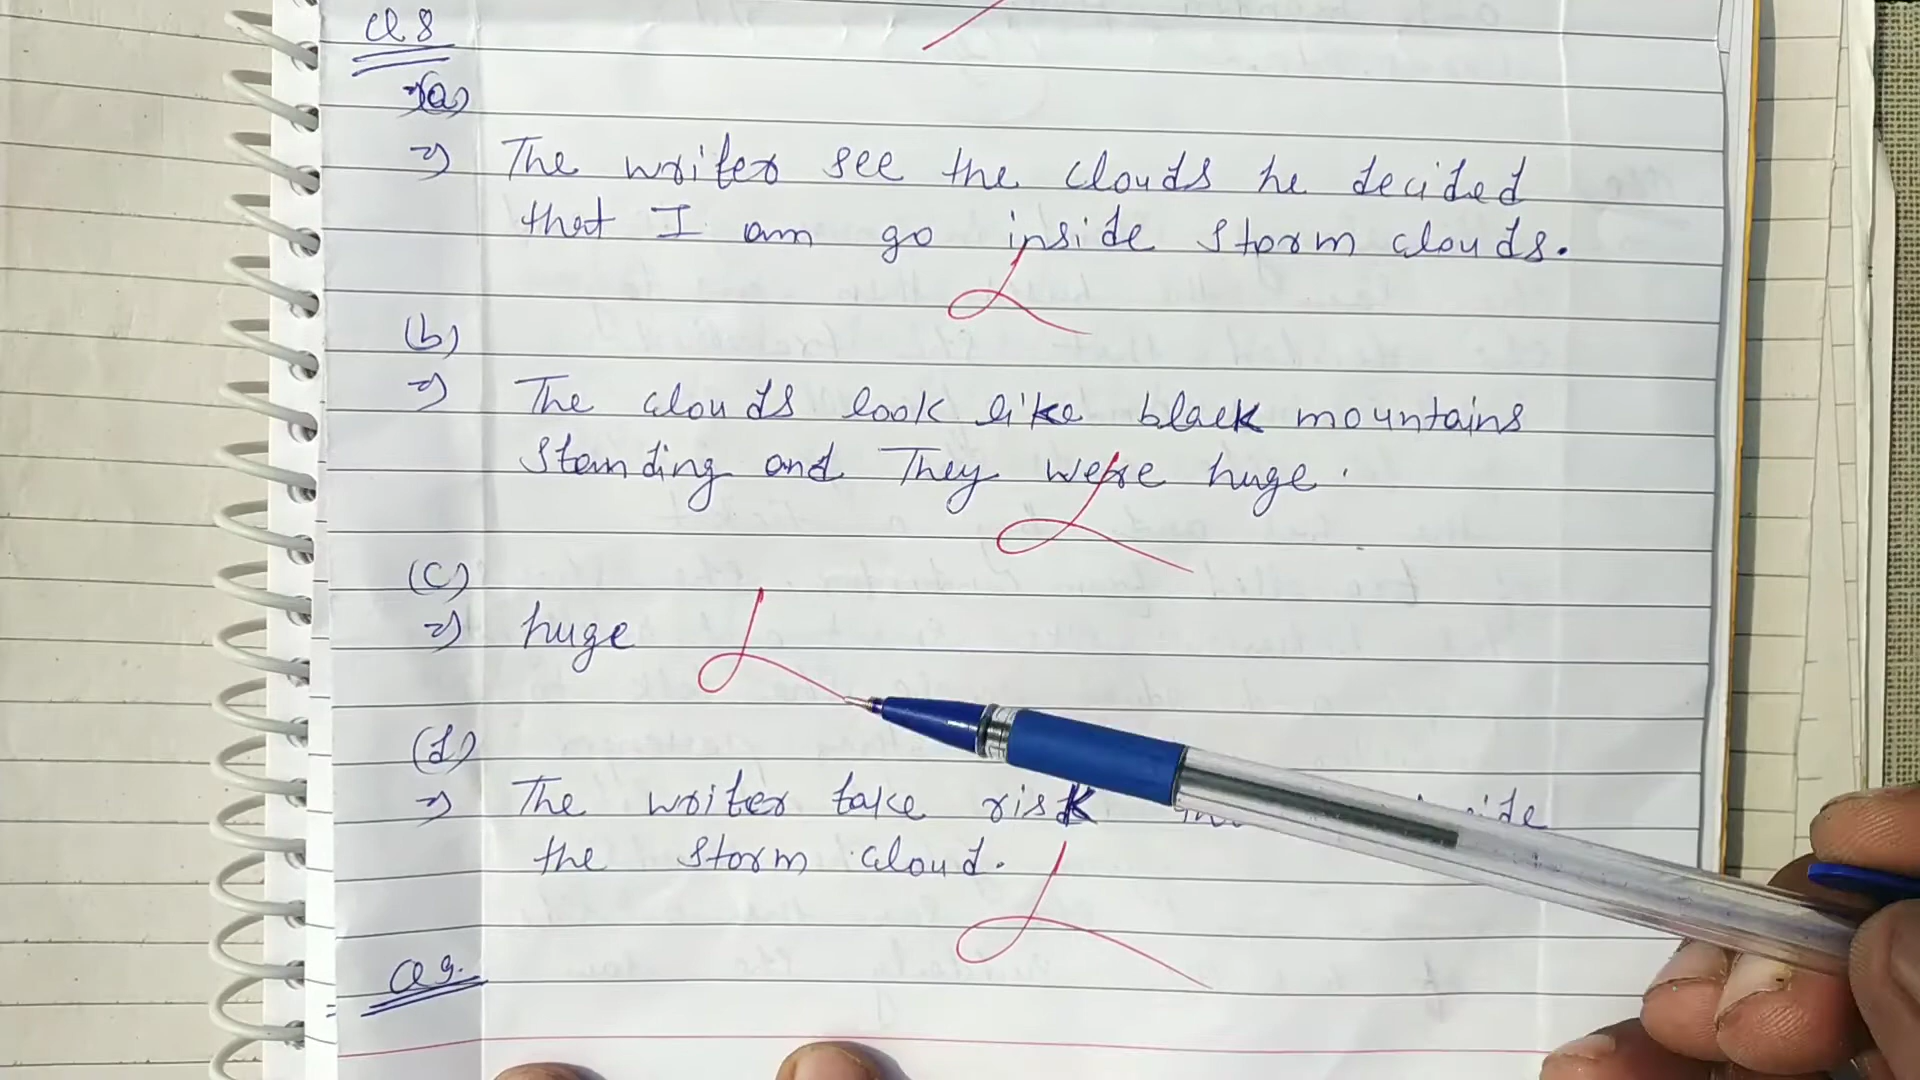 Q8
(a)
The writer see the clouds he decided
that I am go inside storm clouds.
(b)
The clouds look like black mountains
standing and They were huge.
(c)
huge
(d)
The writer take risk
the storm cloud.
Q9.